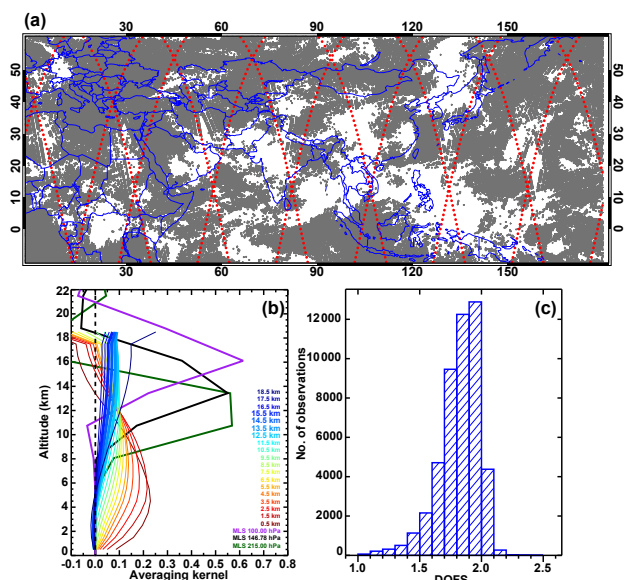 (a)
30 60 90 120 150
50
40
30
20
10
0
50
40
30
20
10
0
30 60 90 120 150
(b)
22
20
18
16
14
12
10
8
6
4
2
0
Altitude (km)
18.5 km
17.5 km
16.5 km
15.5 km
14.5 km
13.5 km
12.5 km
11.5 km
10.5 km
9.5 km
8.5 km
7.5 km
6.5 km
5.5 km
4.5 km
3.5 km
2.5 km
1.5 km
0.5 km
MLS 100.00 hPa
MLS 146.78 hPa
MLS 215.00 hPa
-0.1 0.0 0.1 0.2 0.3 0.4 0.5 0.6 0.7 0.8
Averaging kernel
(c)
12000
10000
8000
6000
4000
2000
0
No. of observations
1.0 1.5 2.0 2.5
DOFS